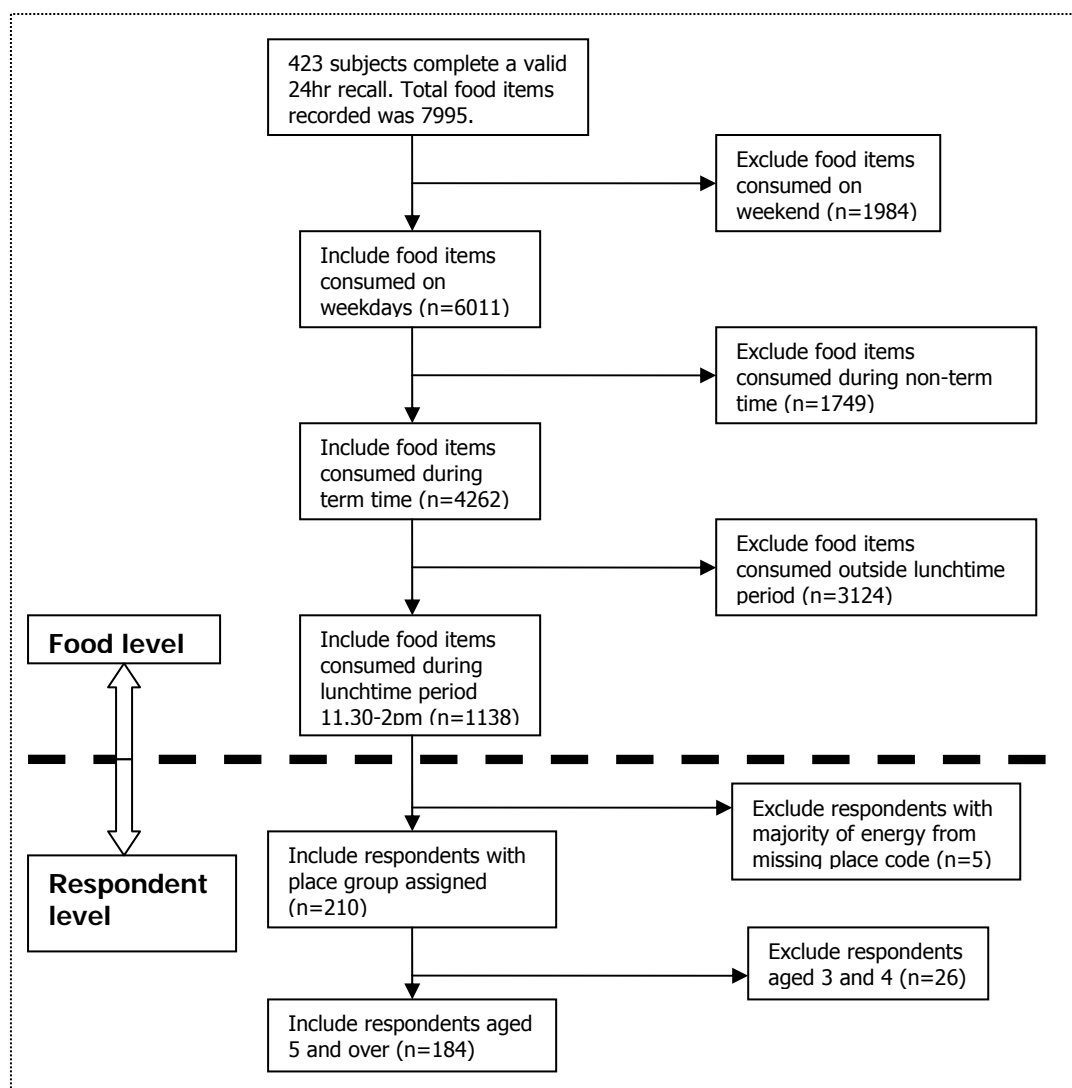 423 subjects complete a valid
24hr recall. Total food items
recorded was 7995.
Exclude food items
consumed on
weekend (n=1984)
Include food items
consumed on
weekdays (n=6011)
Exclude food items
consumed during non-term
time (n=1749)
Include food items
consumed during
term time (n=4262)
Exclude food items
consumed outside lunchtime
period (n=3124)
Include food items
consumed during
lunchtime period
11.30-2pm (n=1138)
Food level
Exclude respondents with
majority of energy from
missing place code (n=5)
Include respondents with
place group assigned
(n=210)
Respondent
level
Exclude respondents
aged 3 and 4 (n=26)
Include respondents aged
5 and over (n=184)